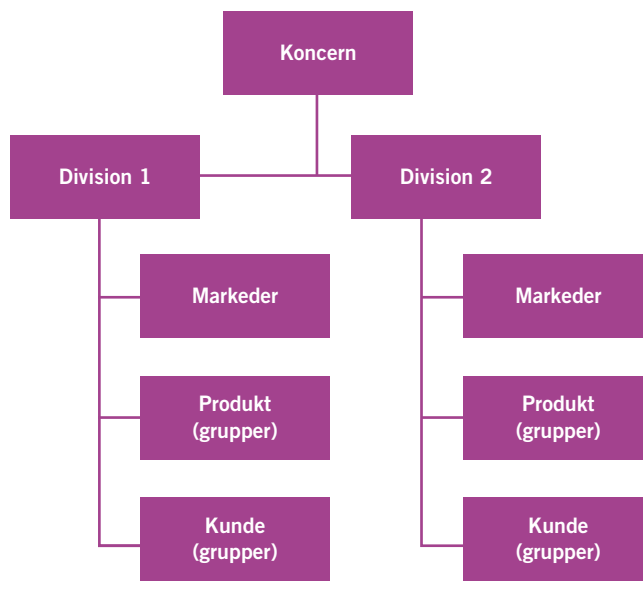 Koncern
Division 1
Division 2
Markeder
Markeder
Produkt
(grupper)
Produkt
(grupper)
Kunde
(grupper)
Kunde
(grupper)